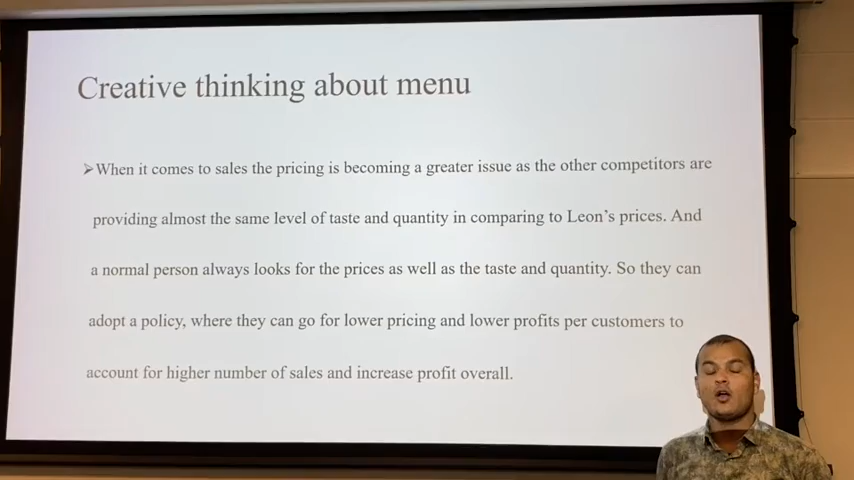 Creative thinking about menu
➢When it comes to sales the pricing is becoming a greater issue as the other competitors are
providing almost the same level of taste and quantity in comparing to Leon's prices. And
a normal person always looks for the prices as well as the taste and quantity. So they can
adopt a policy, where they can go for lower pricing and lower profits per customers to
account for higher number of sales and increase profit overall.